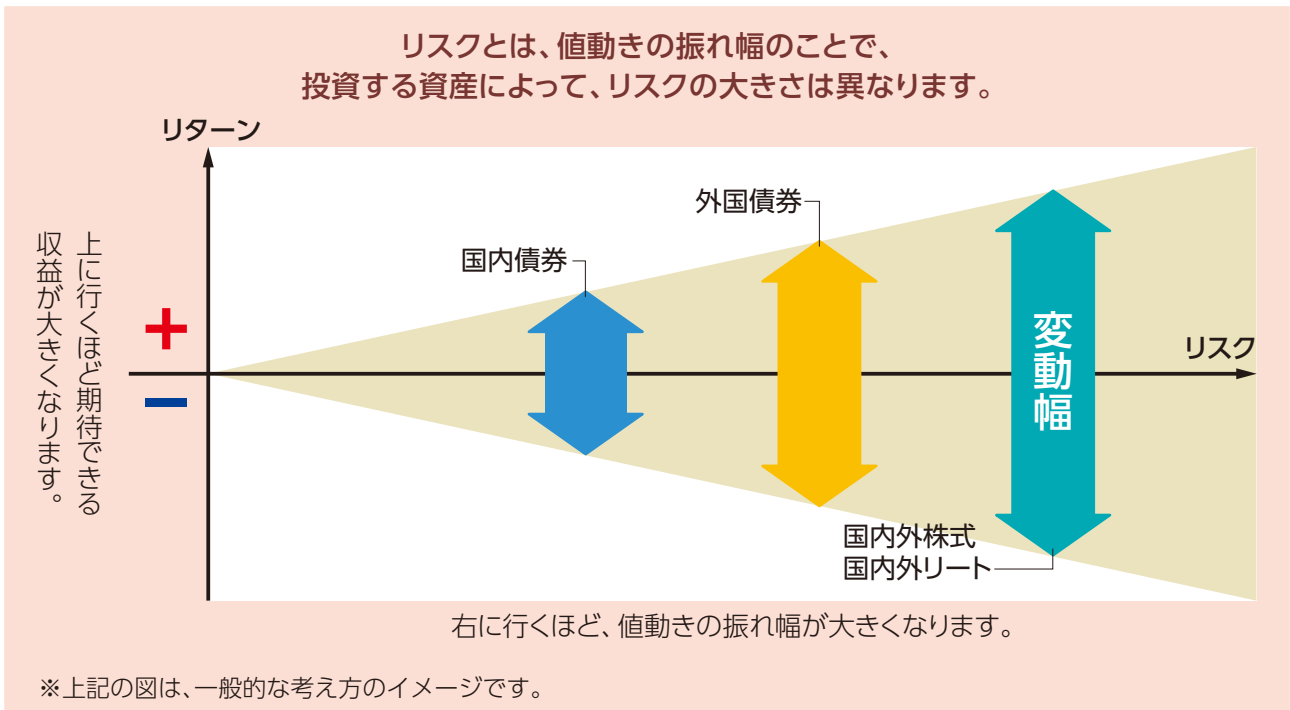 リスクとは、値動きの振れ幅のことで、
投資する資産によって、リスクの大きさは異なります。
リターン
上に行くほど期待できる
収益が大きくなります。
+
−
国内債券
外国債券
変動幅
リスク
国内外株式
国内外リート
右に行くほど、値動きの振れ幅が大きくなります。
※上記の図は、一般的な考え方のイメージです。